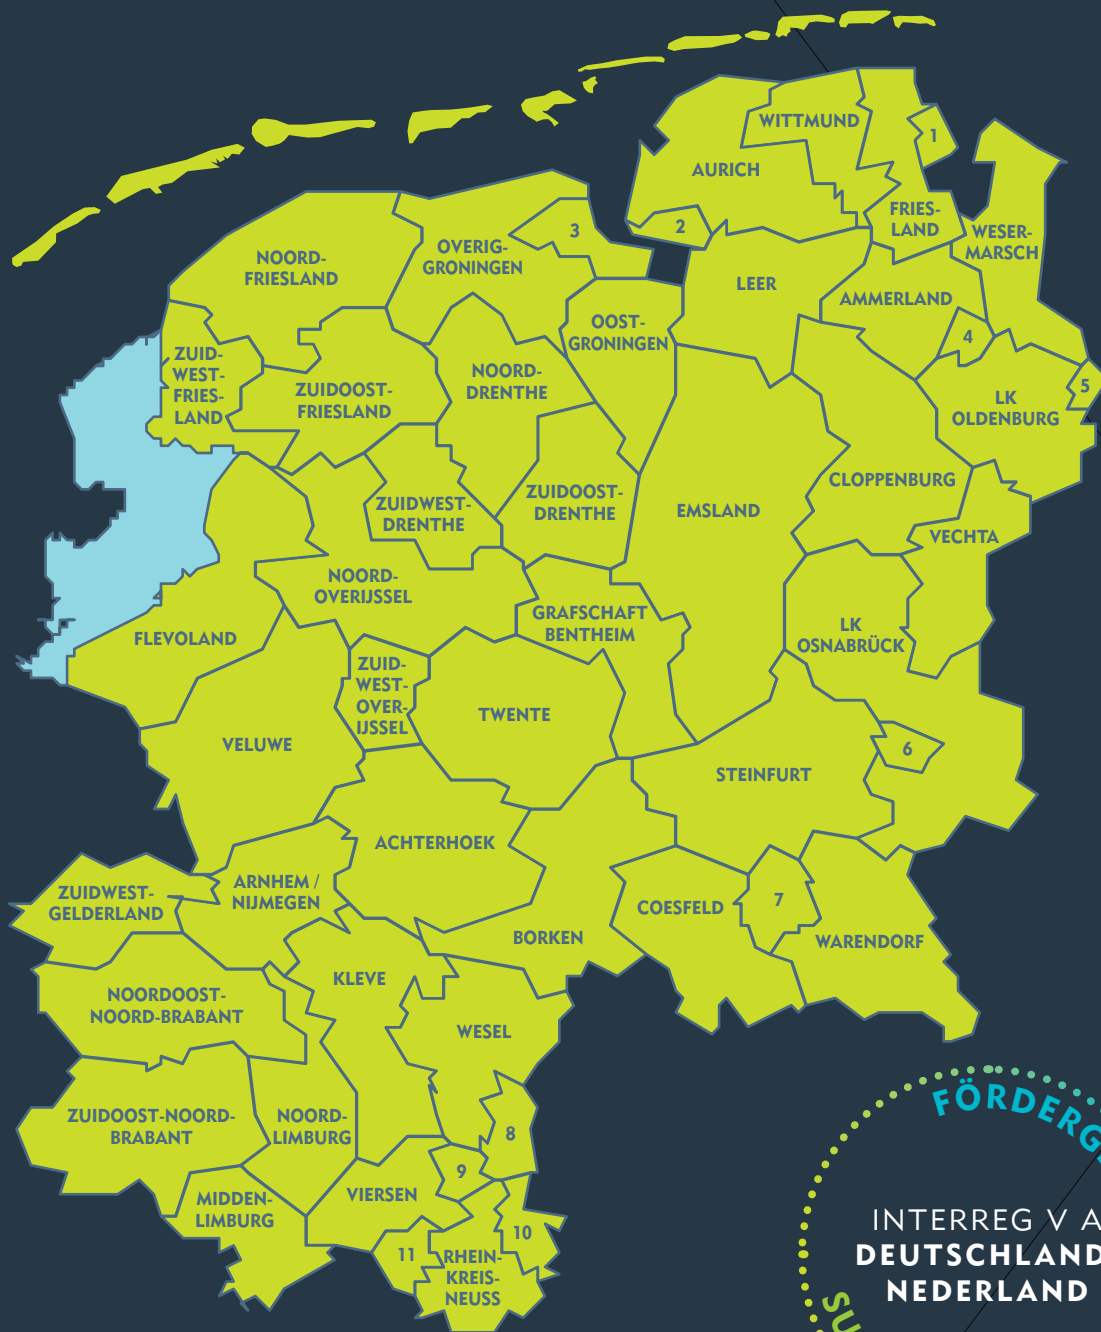 WITTMUND
1
AURICH
FRIES-
LAND
WESER-
MARSCH
2
3
OVERIG-
GRONINGEN
NOORD-
FRIESLAND
LEER
AMMERLAND
OOST-
GRONINGEN
4
ZUID-
WEST-
FRIES-
LAND
ZUIDOOST-
FRIESLAND
NOORD-
DRENTHE
5
LK
OLDENBURG
CLOPPENBURG
ZUIDWEST-
DRENTHE
ZUIDOOST-
DRENTHE
EMSLAND
VECHTA
NOORD-
OVERIJSSEL
GRAFSCHAFT
BENTHEIM
FLEVOLAND
LK
OSNABRÜCK
ZUID-
WEST-
OVER-
IJSSEL
TWENTE
VELUWE
6
STEINFURT
ACHTERHOEK
ZUIDWEST-
GELDERLAND
ARNHEM /
NIJMEGEN
7
COESFELD
WARENDORF
BORKEN
KLEVE
NOORDOOST-
NOORD-BRABANT
WESEL
ZUIDOOST-NOORD-
BRABANT
NOORD-
LIMBURG
8
9
VIERSEN
MIDDEN-
LIMBURG
10
11
RHEIN-
KREIS-
NEUSS
FÖRDERG
INTERREG V A
DEUTSCHLAND
NEDERLAND
SU